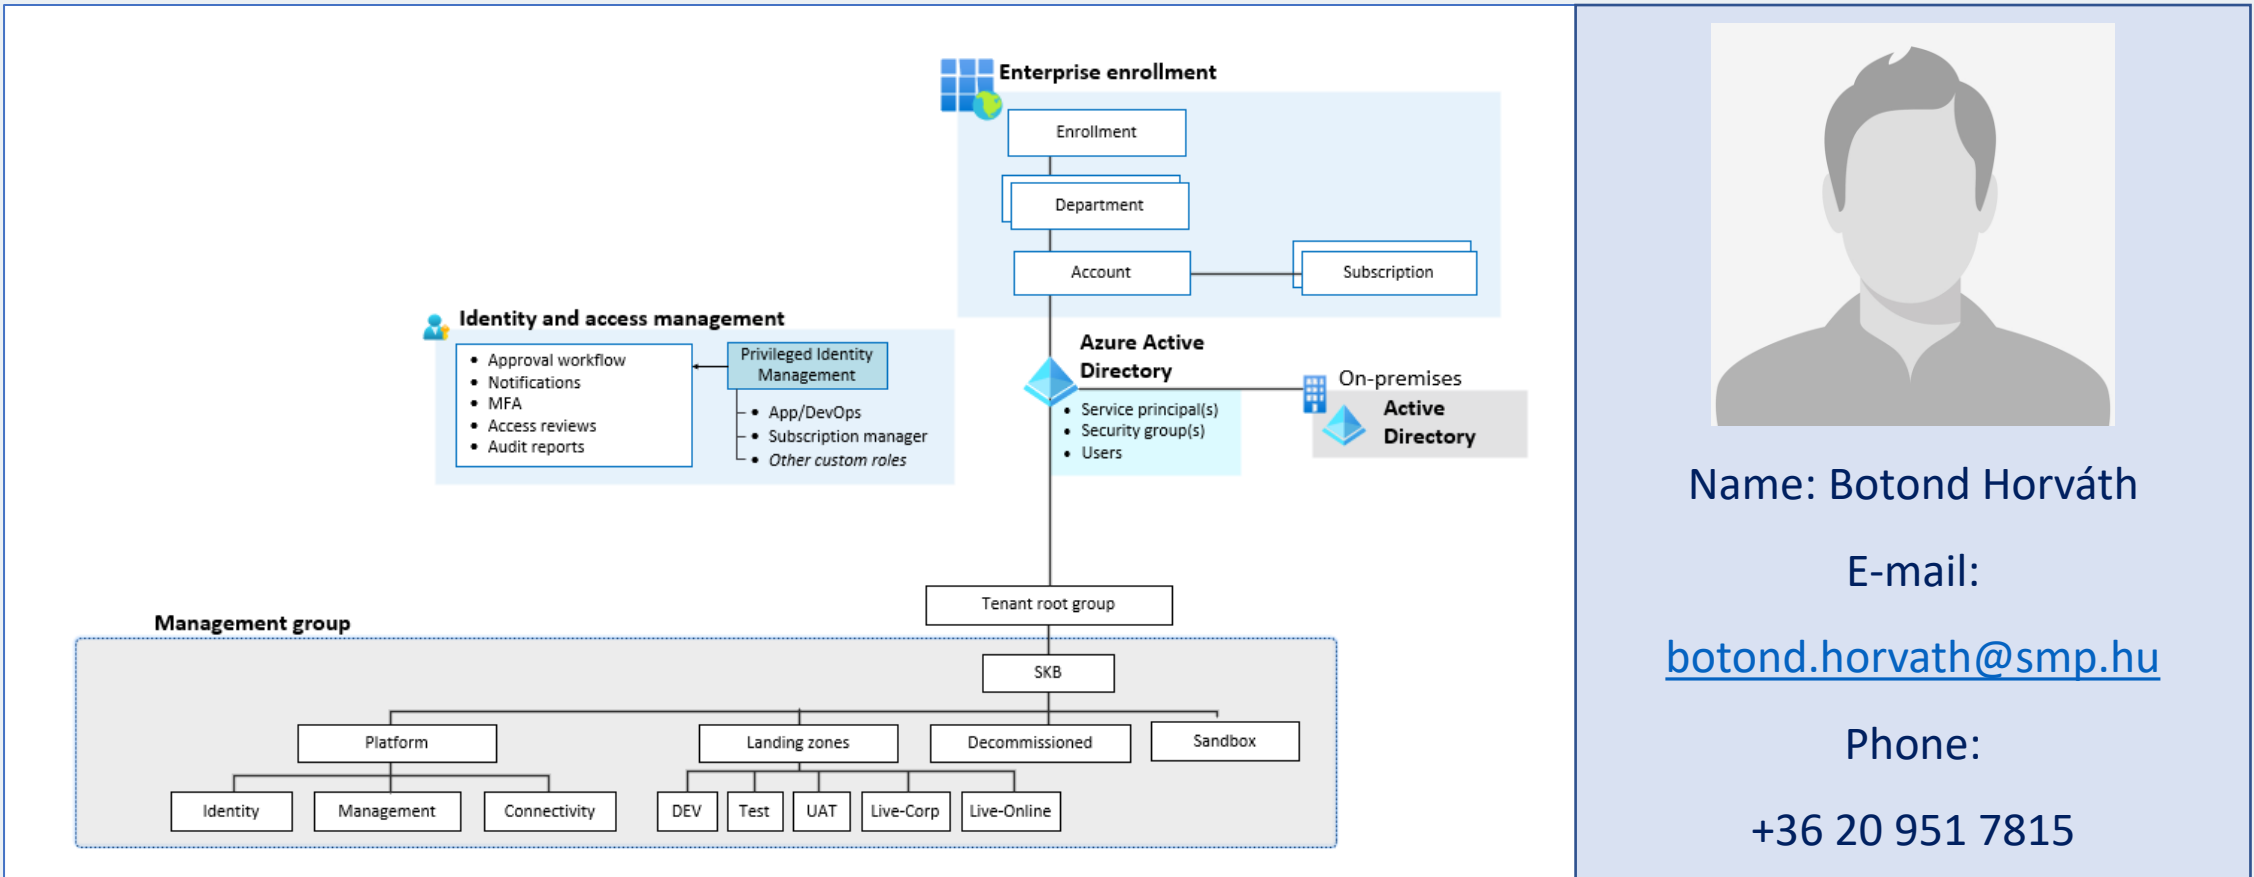 Enterprise enrollment
Enrollment
Department
Account
Subscription
Identity and access management
• Approval workflow
• Notifications
• MFA
• Access reviews
• Audit reports
Privileged Identity
Management
• App/DevOps
• Subscription manager
• Other custom roles
Azure Active
Directory
• Service principal(s)
• Security group(s)
• Users
On-premises
Active
Directory
Tenant root group
Management group
SKB
Platform
Landing zones
Decommissioned
Sandbox
Identity
Management
Connectivity
DEV
Test
UAT
Live-Corp
Live-Online
Name: Botond Horváth
E-mail:
botond.horvath@smp.hu
Phone:
+36 20 951 7815